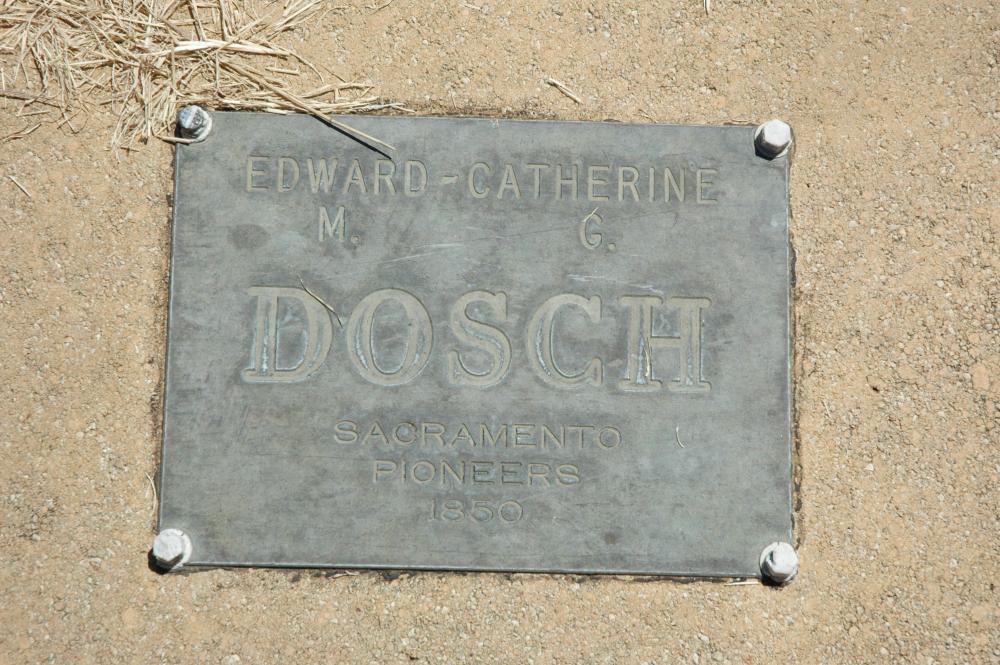 EDWARD-CATHERINE
M. G.
DOSCH
SACRAMENTO
PIONEERS
1850